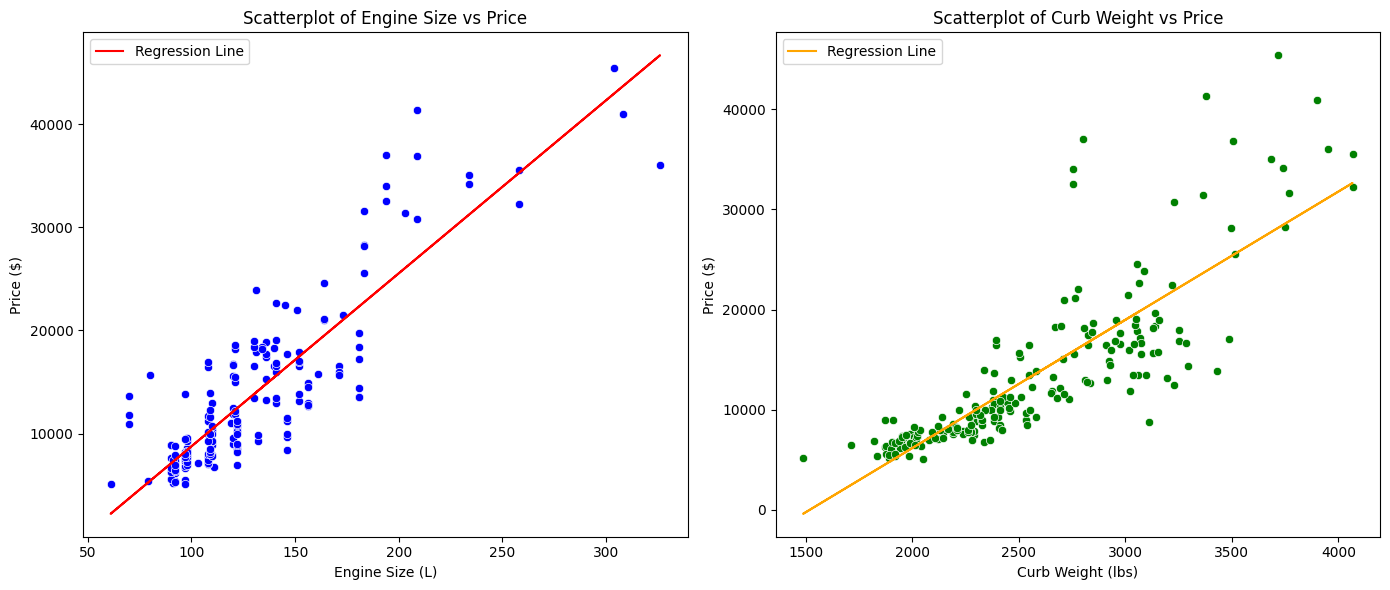 Scatterplot of Engine Size vs Price
Regression Line
Price ($)
40000
30000
20000
10000
50
100
150
200
250
300
Engine Size (L)
Scatterplot of Curb Weight vs Price
Regression Line
Price ($)
40000
30000
20000
10000
0
1500
2000
2500
3000
3500
4000
Curb Weight (lbs)